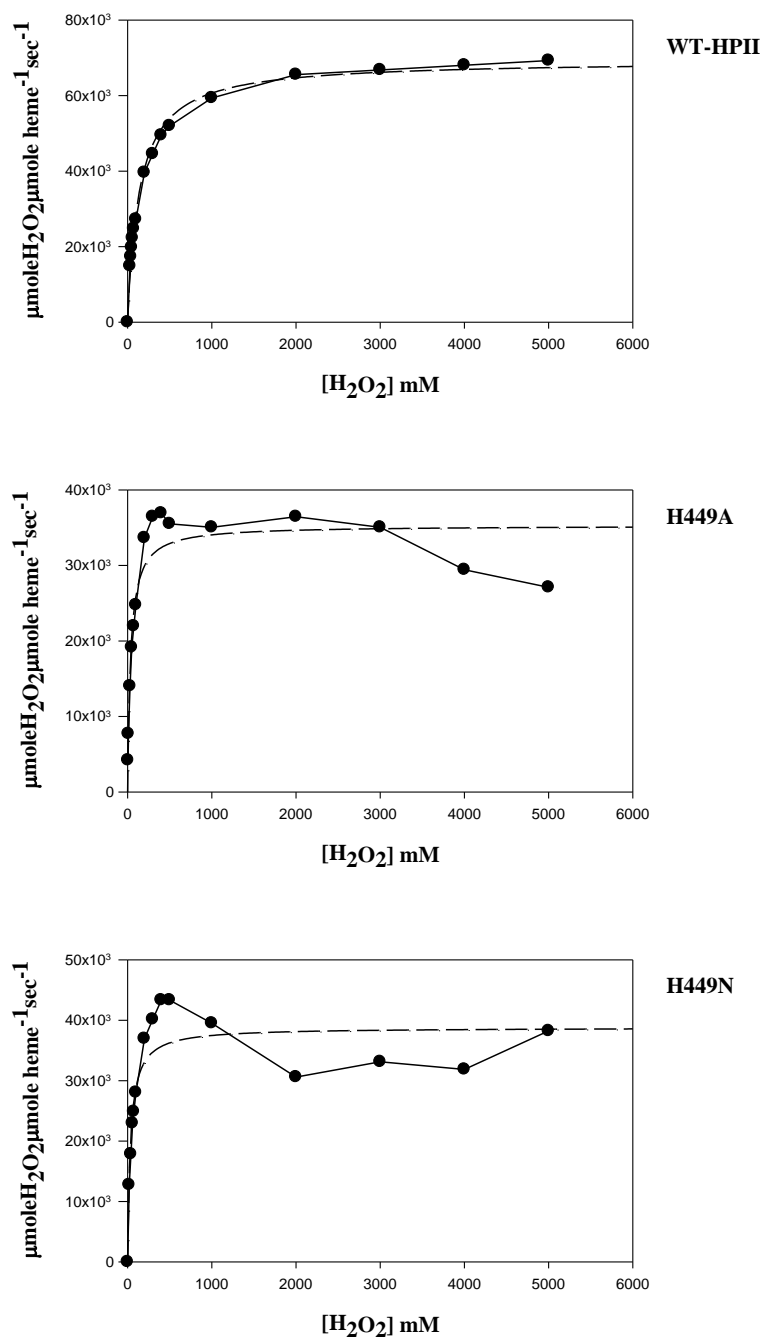 WT-HPII
80x10³
60x10³
40x10³
20x10³
0
0 1000 2000 3000 4000 5000 6000
μmoleH₂O₂μmole heme⁻¹sec⁻¹
[H₂O₂] mM
H449A
40x10³
30x10³
20x10³
10x10³
0
0 1000 2000 3000 4000 5000 6000
μmoleH₂O₂μmole heme⁻¹sec⁻¹
[H₂O₂] mM
H449N
50x10³
40x10³
30x10³
20x10³
10x10³
0
0 1000 2000 3000 4000 5000 6000
μmoleH₂O₂μmole heme⁻¹sec⁻¹
[H₂O₂] mM